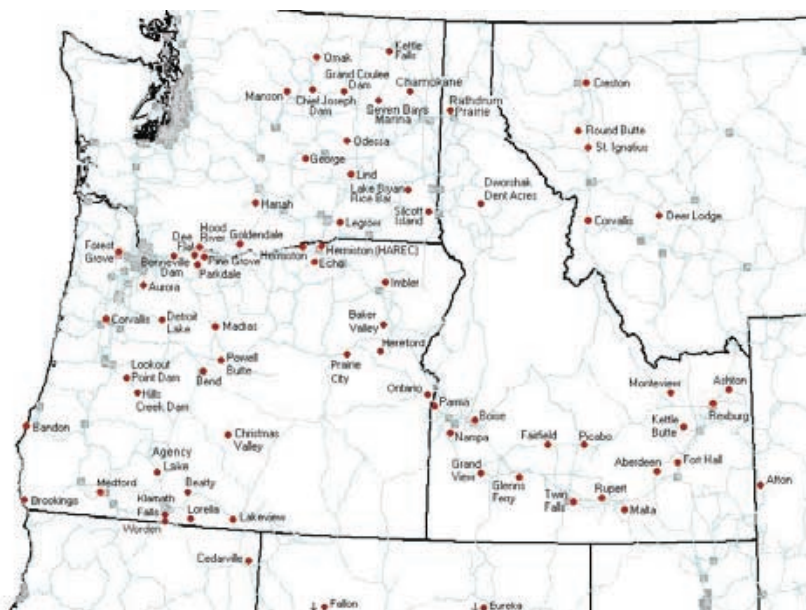 Kettle
Falls
Omak
Grand Coulee
Dam
Chamokane
Creston
Manson
Chief Joseph
Dam
Seven Bays
Marina
Rathdrum
Prairie
Round Butte
St. Ignatius
Odessa
George
Lind
Lake Bryan
Rice Bar
Dworshak
Dent Acres
Harrah
Legrow
Silcott
Island
Corvallis
Deer Lodge
Forest
Grove
Dee
Flat
Hood
River
Goldendale
Bonneville
Dam
Pine Grove
Parkdale
Hermiston
Hermiston (HAREC)
Echo
Aurora
Imbler
Corvallis
Detroit
Lake
Madras
Baker
Valley
Hereford
Prairie
City
Lookout
Point Dam
Powell
Butte
Bend
Hills
Creek Dam
Ontario
Parma
Monteview
Ashton
Rexburg
Bandon
Christmas
Valley
Boise
Nampa
Fairfield
Picabo
Kettle
Butte
Agency
Lake
Grand
View
Glenns
Ferry
Aberdeen
Fort Hall
Afton
Medford
Beatty
Twin
Falls
Rupert
Malta
Brookings
Klamath
Falls
Lorella
Lakeview
Worden
Cedarville
Fallon
Eureka